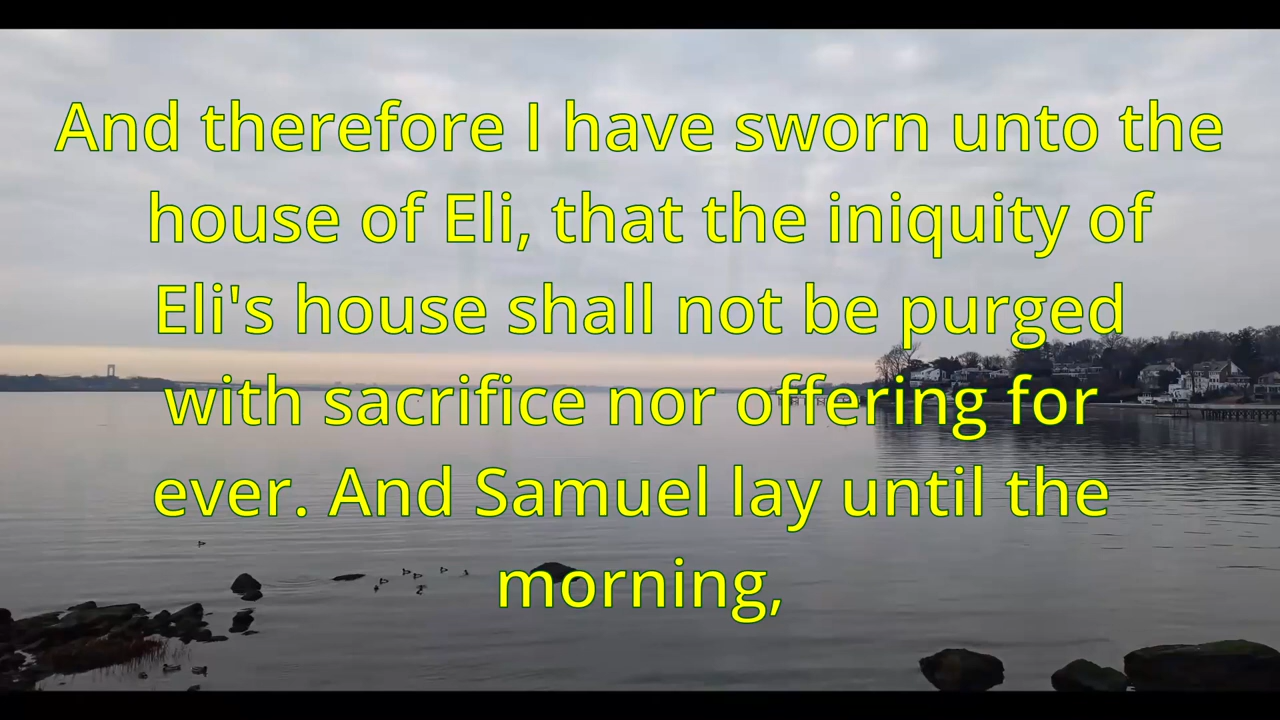 And therefore I have sworn unto the
house of Eli, that the iniquity of
Eli's house shall not be purged
with sacrifice nor offering for
ever. And Samuel lay until the
morning,